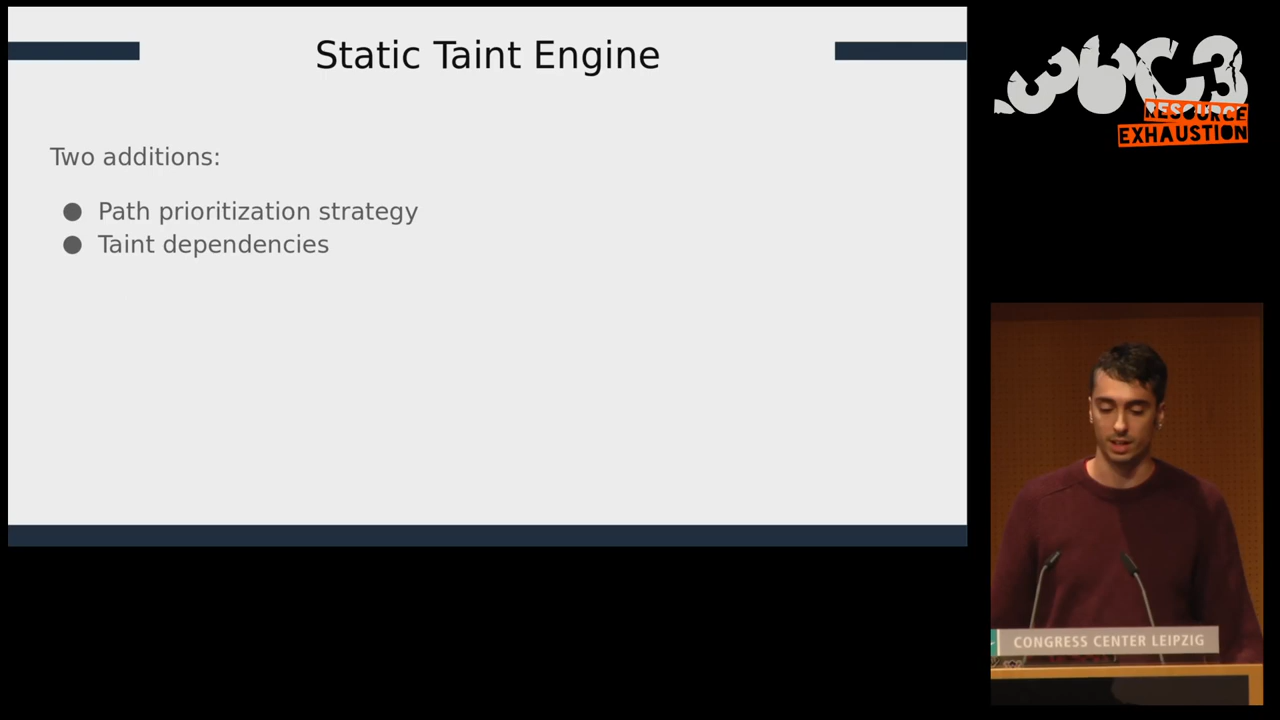 Static Taint Engine
Two additions:
● Path prioritization strategy
● Taint dependencies
36C3
RESOURCE
EXHAUSTION
CONGRESS CENTER LEIPZIG